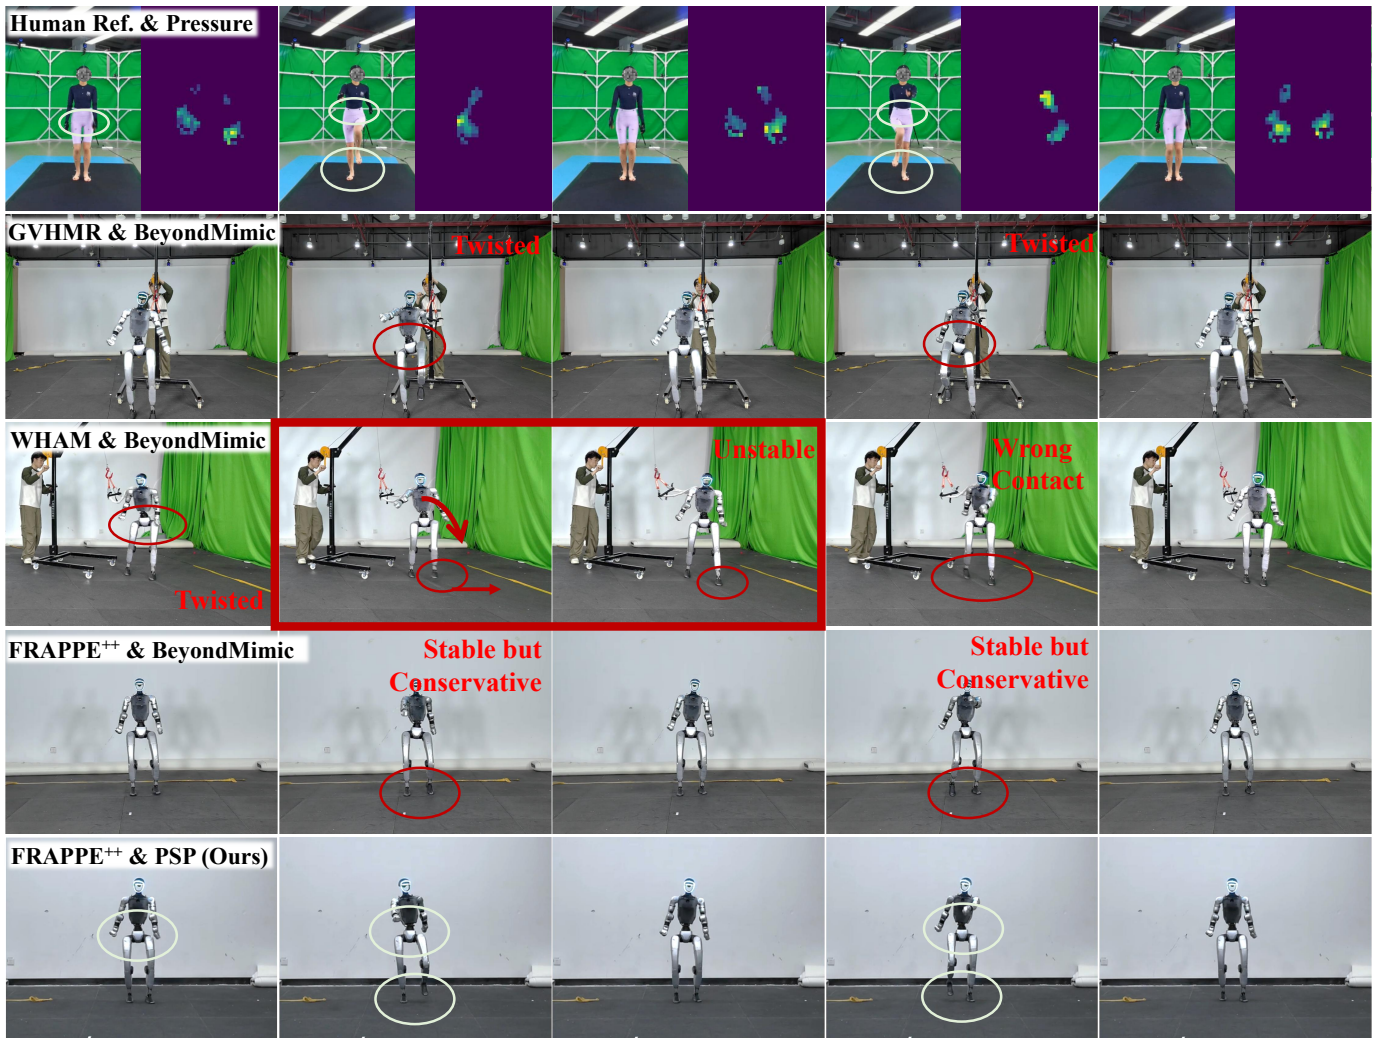 Human Ref. & Pressure
GVHMR & BeyondMimic
Twisted
Twisted
WHAM & BeyondMimic
Twisted
Unstable
Wrong
Contact
FRAPPE⁺⁺ & BeyondMimic
Stable but
Conservative
Stable but
Conservative
FRAPPE⁺⁺ & PSP (Ours)